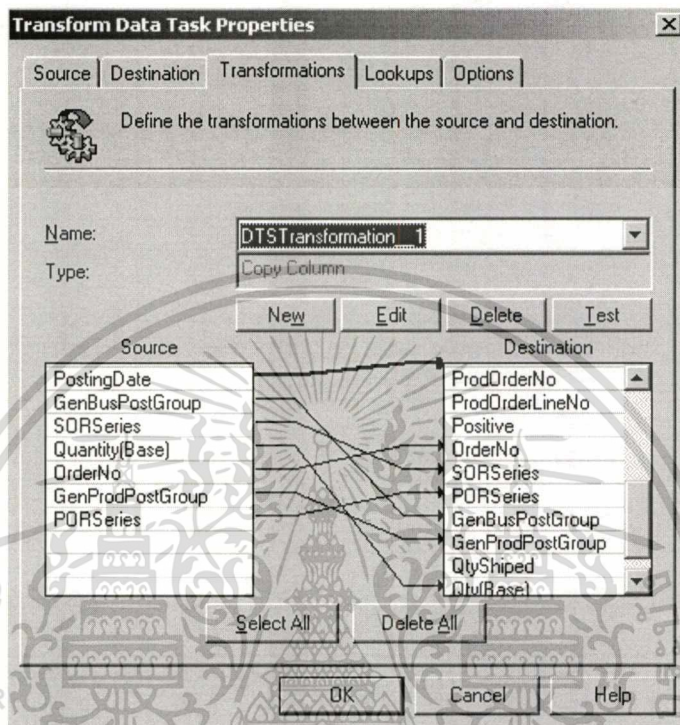 Transform Data Task Properties
Source Destination Transformations Lookups Options
Define the transformations between the source and destination.
Name: DTSTransformation__1
Type: Copy Column
New Edit Delete Test
Source Destination
PostingDate
GenBusPostGroup
SORSeries
Quantity(Base)
OrderNo
GenProdPostGroup
PORSeries
ProdOrderNo
ProdOrderLineNo
Positive
OrderNo
SORSeries
PORSeries
GenBusPostGroup
GenProdPostGroup
QtyShiped
Qty(Base)
Select All Delete All
OK Cancel Help